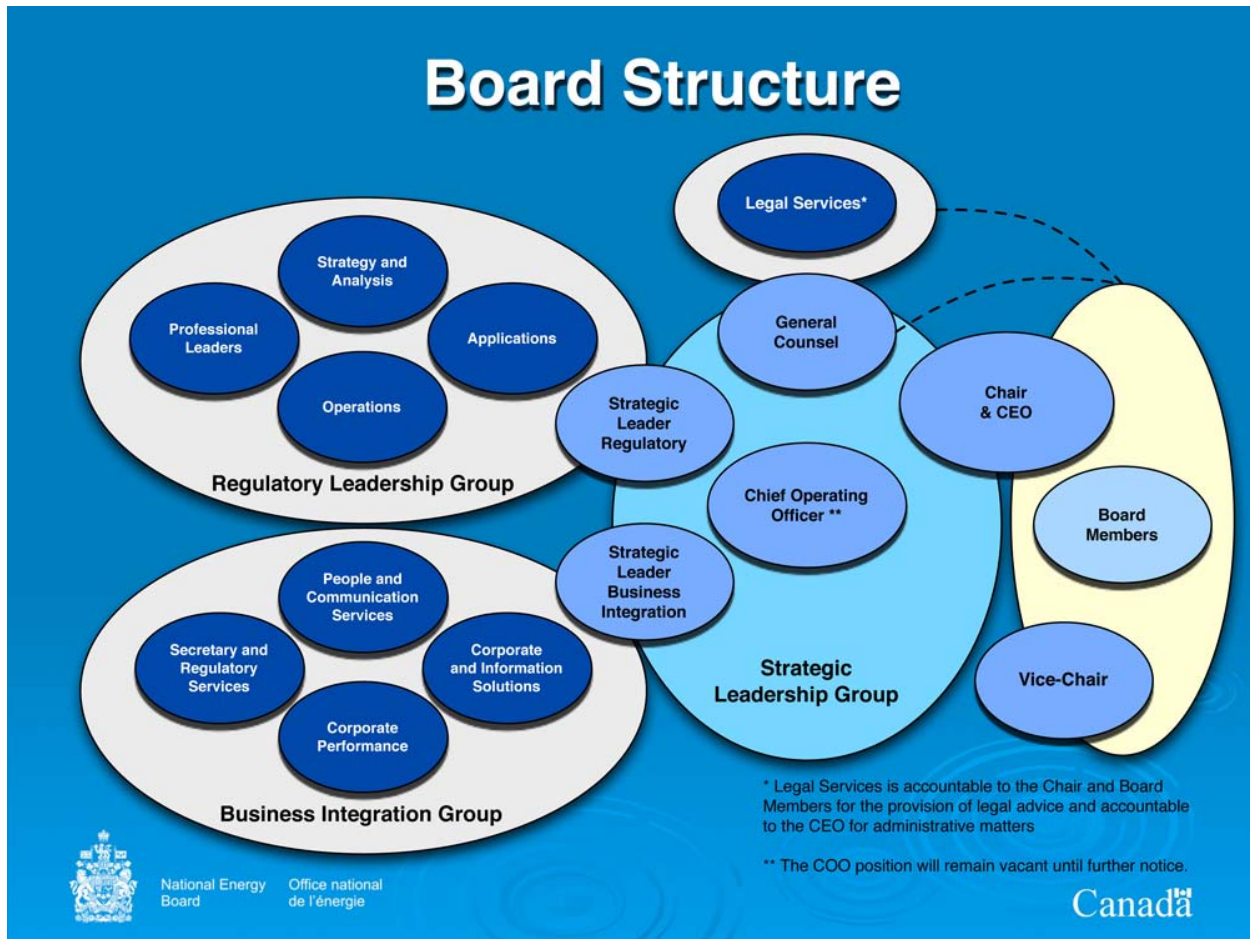 Board Structure
Legal Services*
Strategy and
Analysis
Professional
Leaders
Applications
Operations
Regulatory Leadership Group
General
Counsel
Chair
& CEO
Strategic
Leader
Regulatory
Chief Operating
Officer **
Board
Members
Strategic
Leader
Business
Integration
People and
Communication
Services
Secretary and
Regulatory
Services
Corporate
and Information
Solutions
Corporate
Performance
Business Integration Group
Strategic
Leadership Group
Vice-Chair
* Legal Services is accountable to the Chair and Board
Members for the provision of legal advice and accountable
to the CEO for administrative matters
** The COO position will remain vacant until further notice.
National Energy
Board
Office national
de l'énergie
Canada